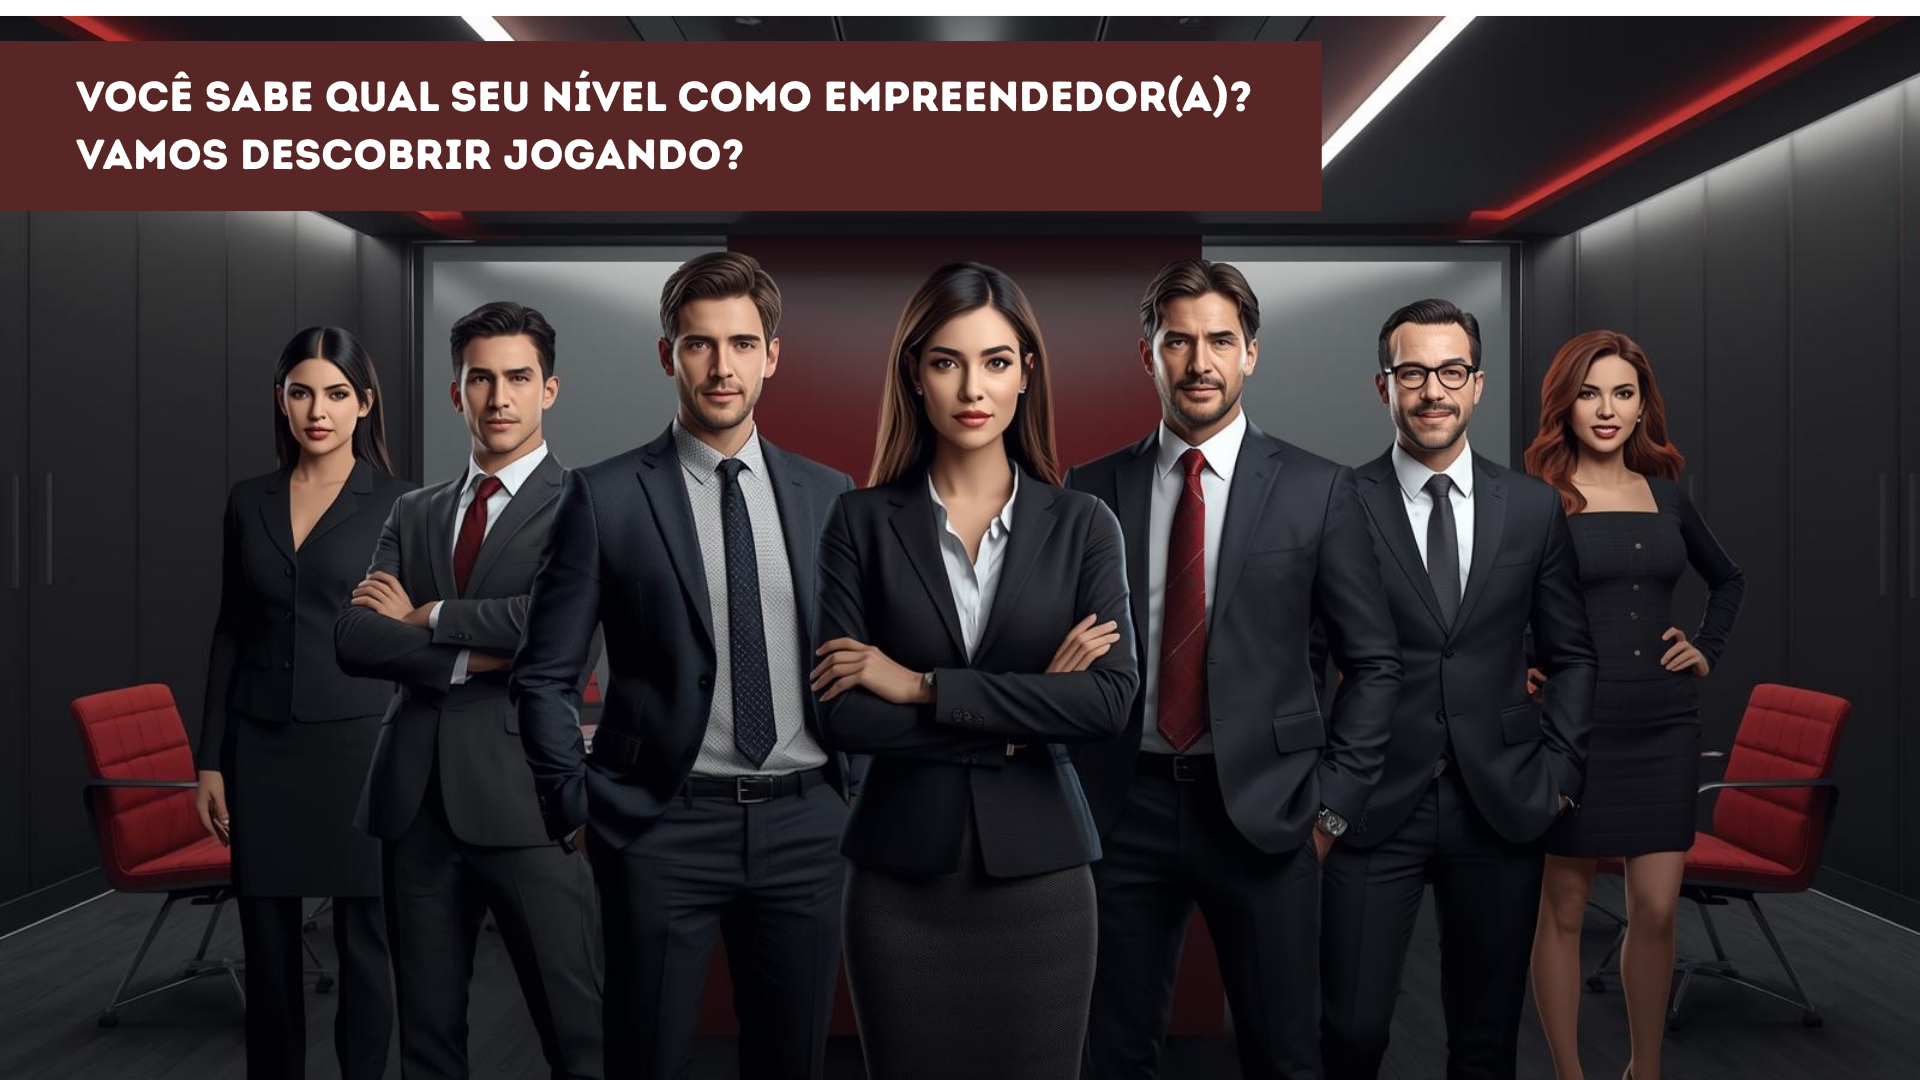 VOCÊ SABE QUAL SEU NÍVEL COMO EMPREENDEDOR(A)?
VAMOS DESCOBRIR JOGANDO?